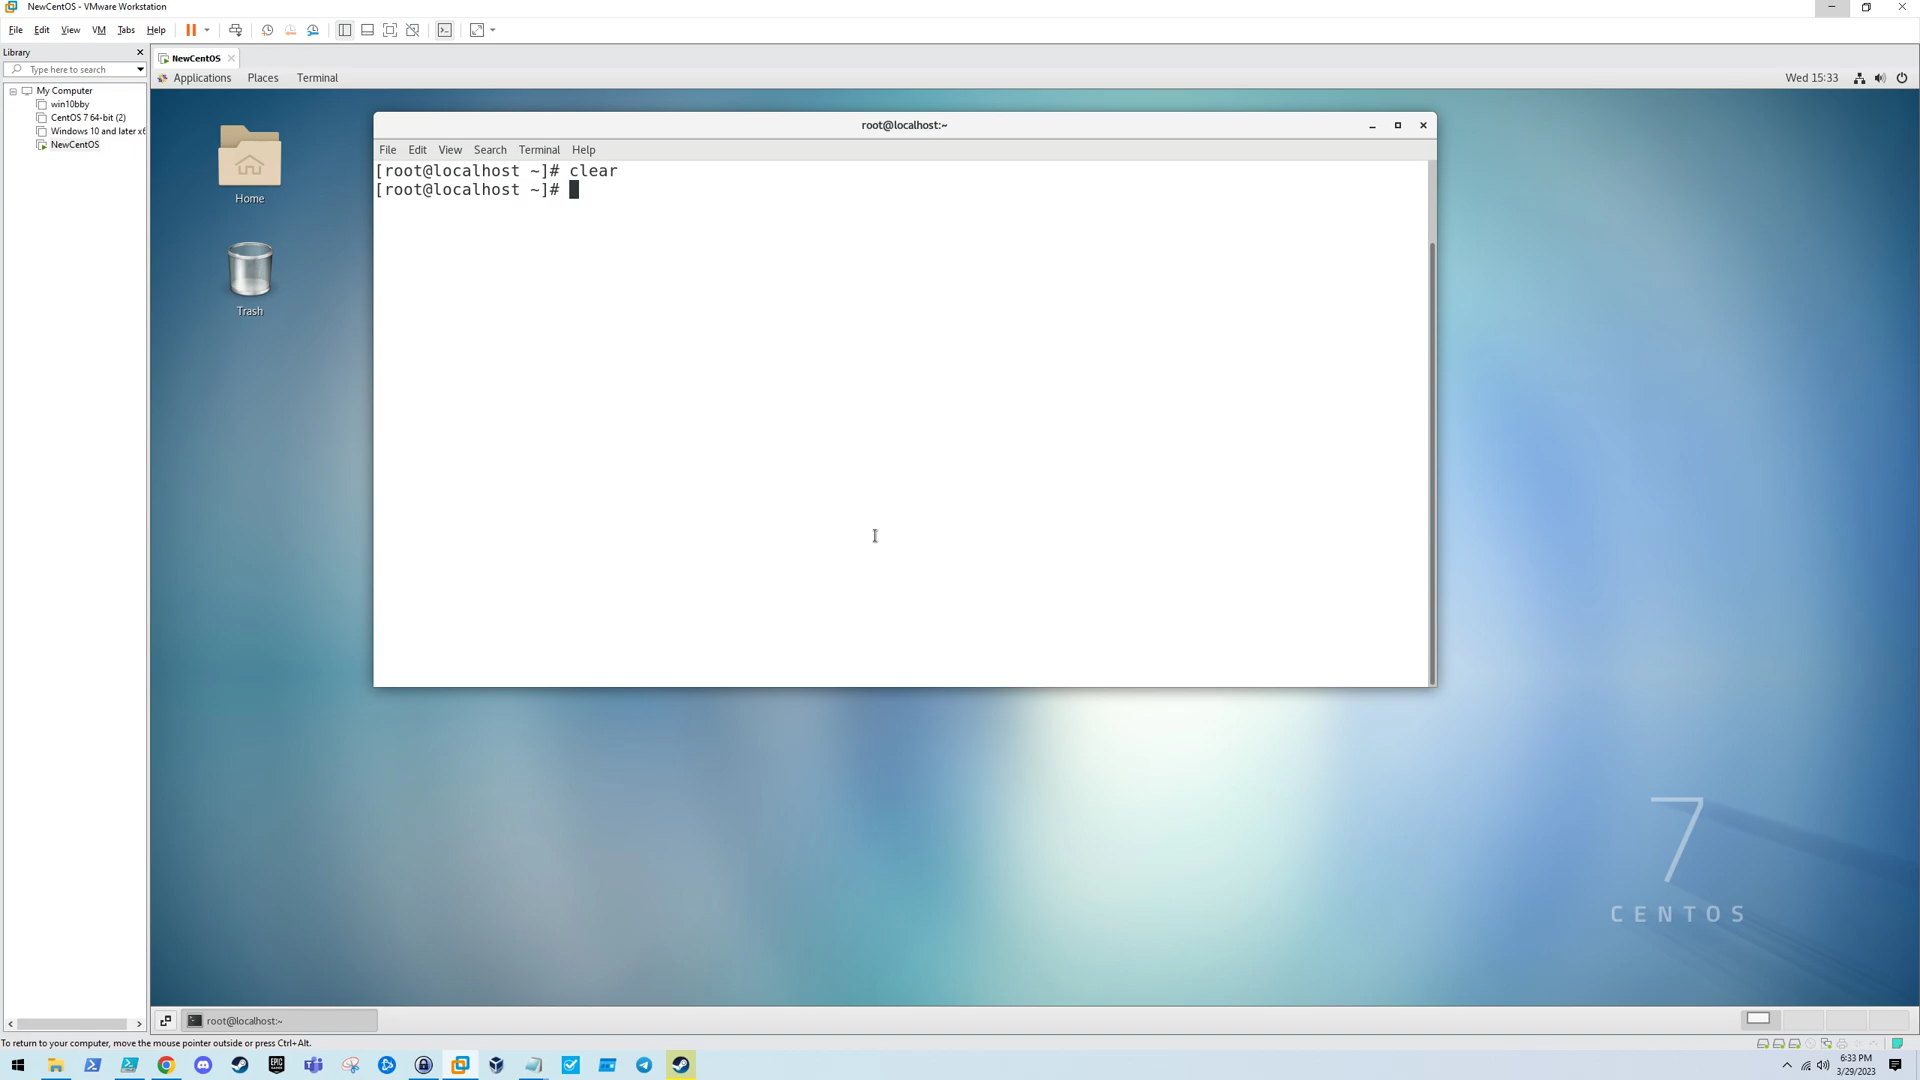 NewCentOS - VMware Workstation
File Edit View VM Tabs Help
Library
Type here to search
My Computer
win10bby
CentOS 7 64-bit (2)
Windows 10 and later x6
NewCentOS
NewCentOS
Applications Places Terminal
Wed 15:33
Home
Trash
root@localhost:~
File Edit View Search Terminal Help
[root@localhost ~]# clear
[root@localhost ~]#
7
CENTOS
root@localhost:~
To return to your computer, move the mouse pointer outside or press Ctrl+Alt.
EPIC
6:33 PM
3/29/2023